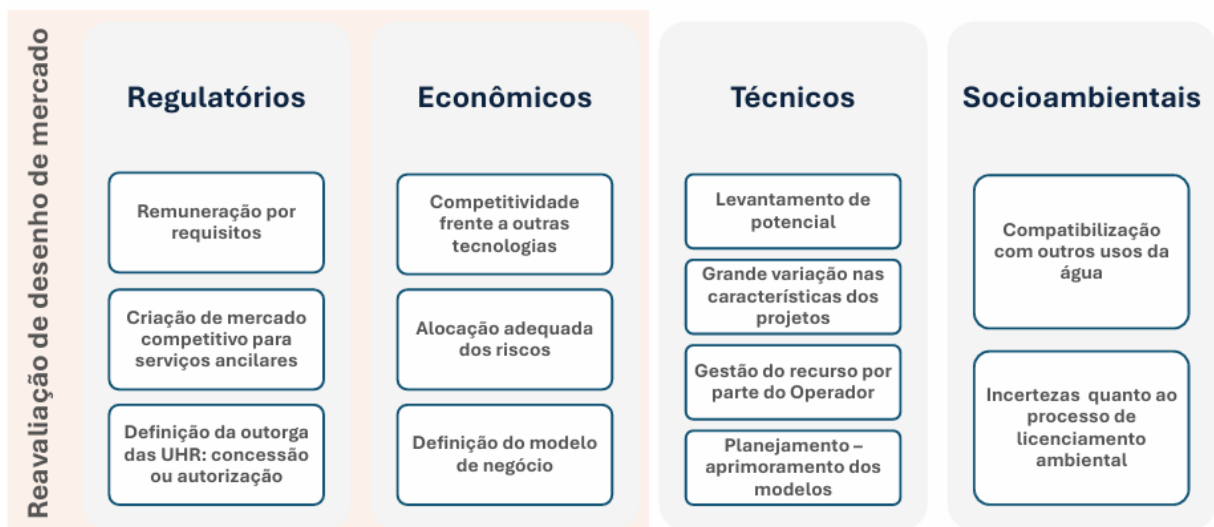 Reavaliação de desenho de mercado
Regulatórios
Remuneração por
requisitos
Criação de mercado
competitivo para
serviços ancilares
Definição da outorga
das UHR: concessão
ou autorização
Econômicos
Competitividade
frente a outras
tecnologias
Alocação adequada
dos riscos
Definição do modelo
de negócio
Técnicos
Levantamento de
potencial
Grande variação nas
características dos
projetos
Gestão do recurso por
parte do Operador
Planejamento –
aprimoramento dos
modelos
Socioambientais
Compatibilização
com outros usos da
água
Incertezas quanto ao
processo de
licenciamento
ambiental